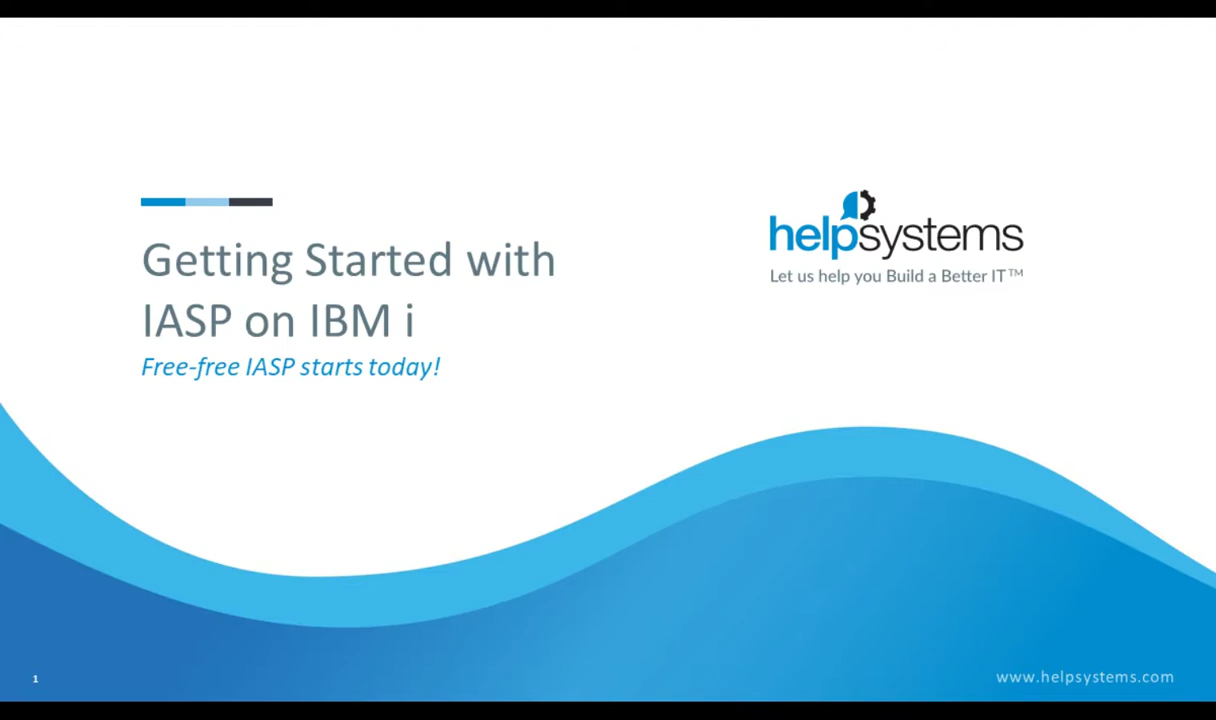 Getting Started with
IASP on IBM i
Free-free IASP starts today!
helpsystems
Let us help you Build a Better IT™
1
www.helpsystems.com